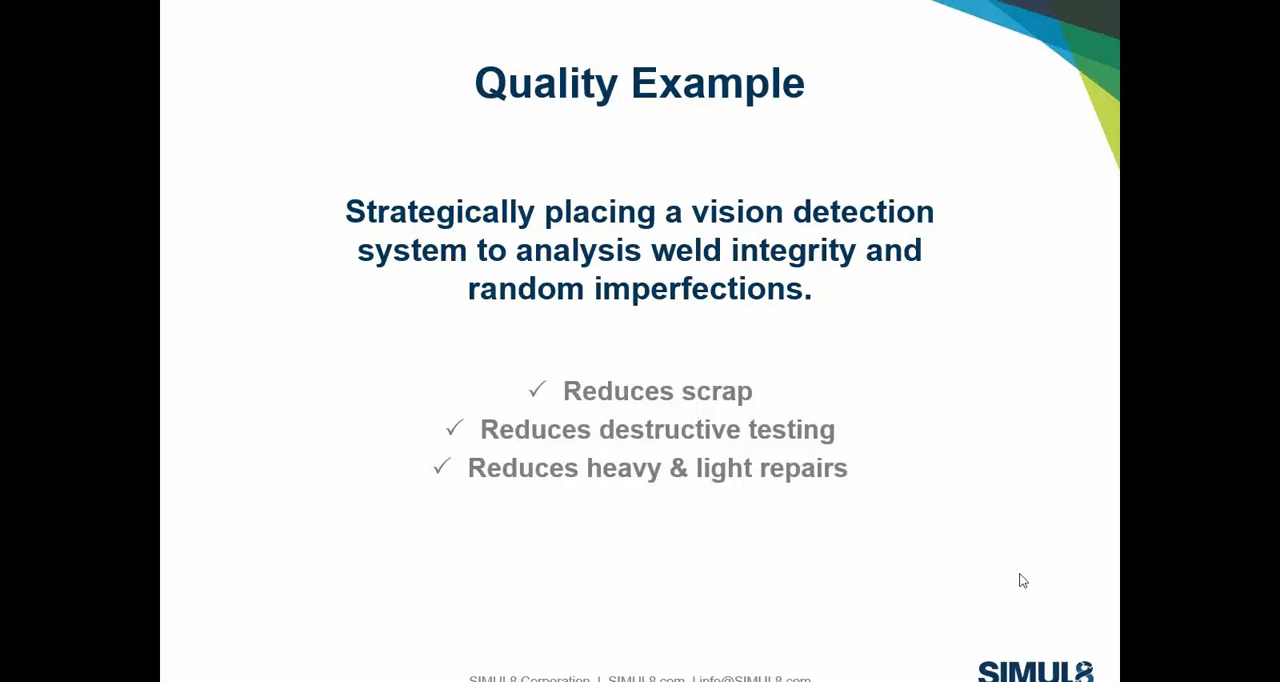 Quality Example
Strategically placing a vision detection
system to analysis weld integrity and
random imperfections.
✓ Reduces scrap
✓ Reduces destructive testing
✓ Reduces heavy & light repairs
SIMUL8 Corporation | SIMUL8.com | info@SIMUL8.com
SIMUL8